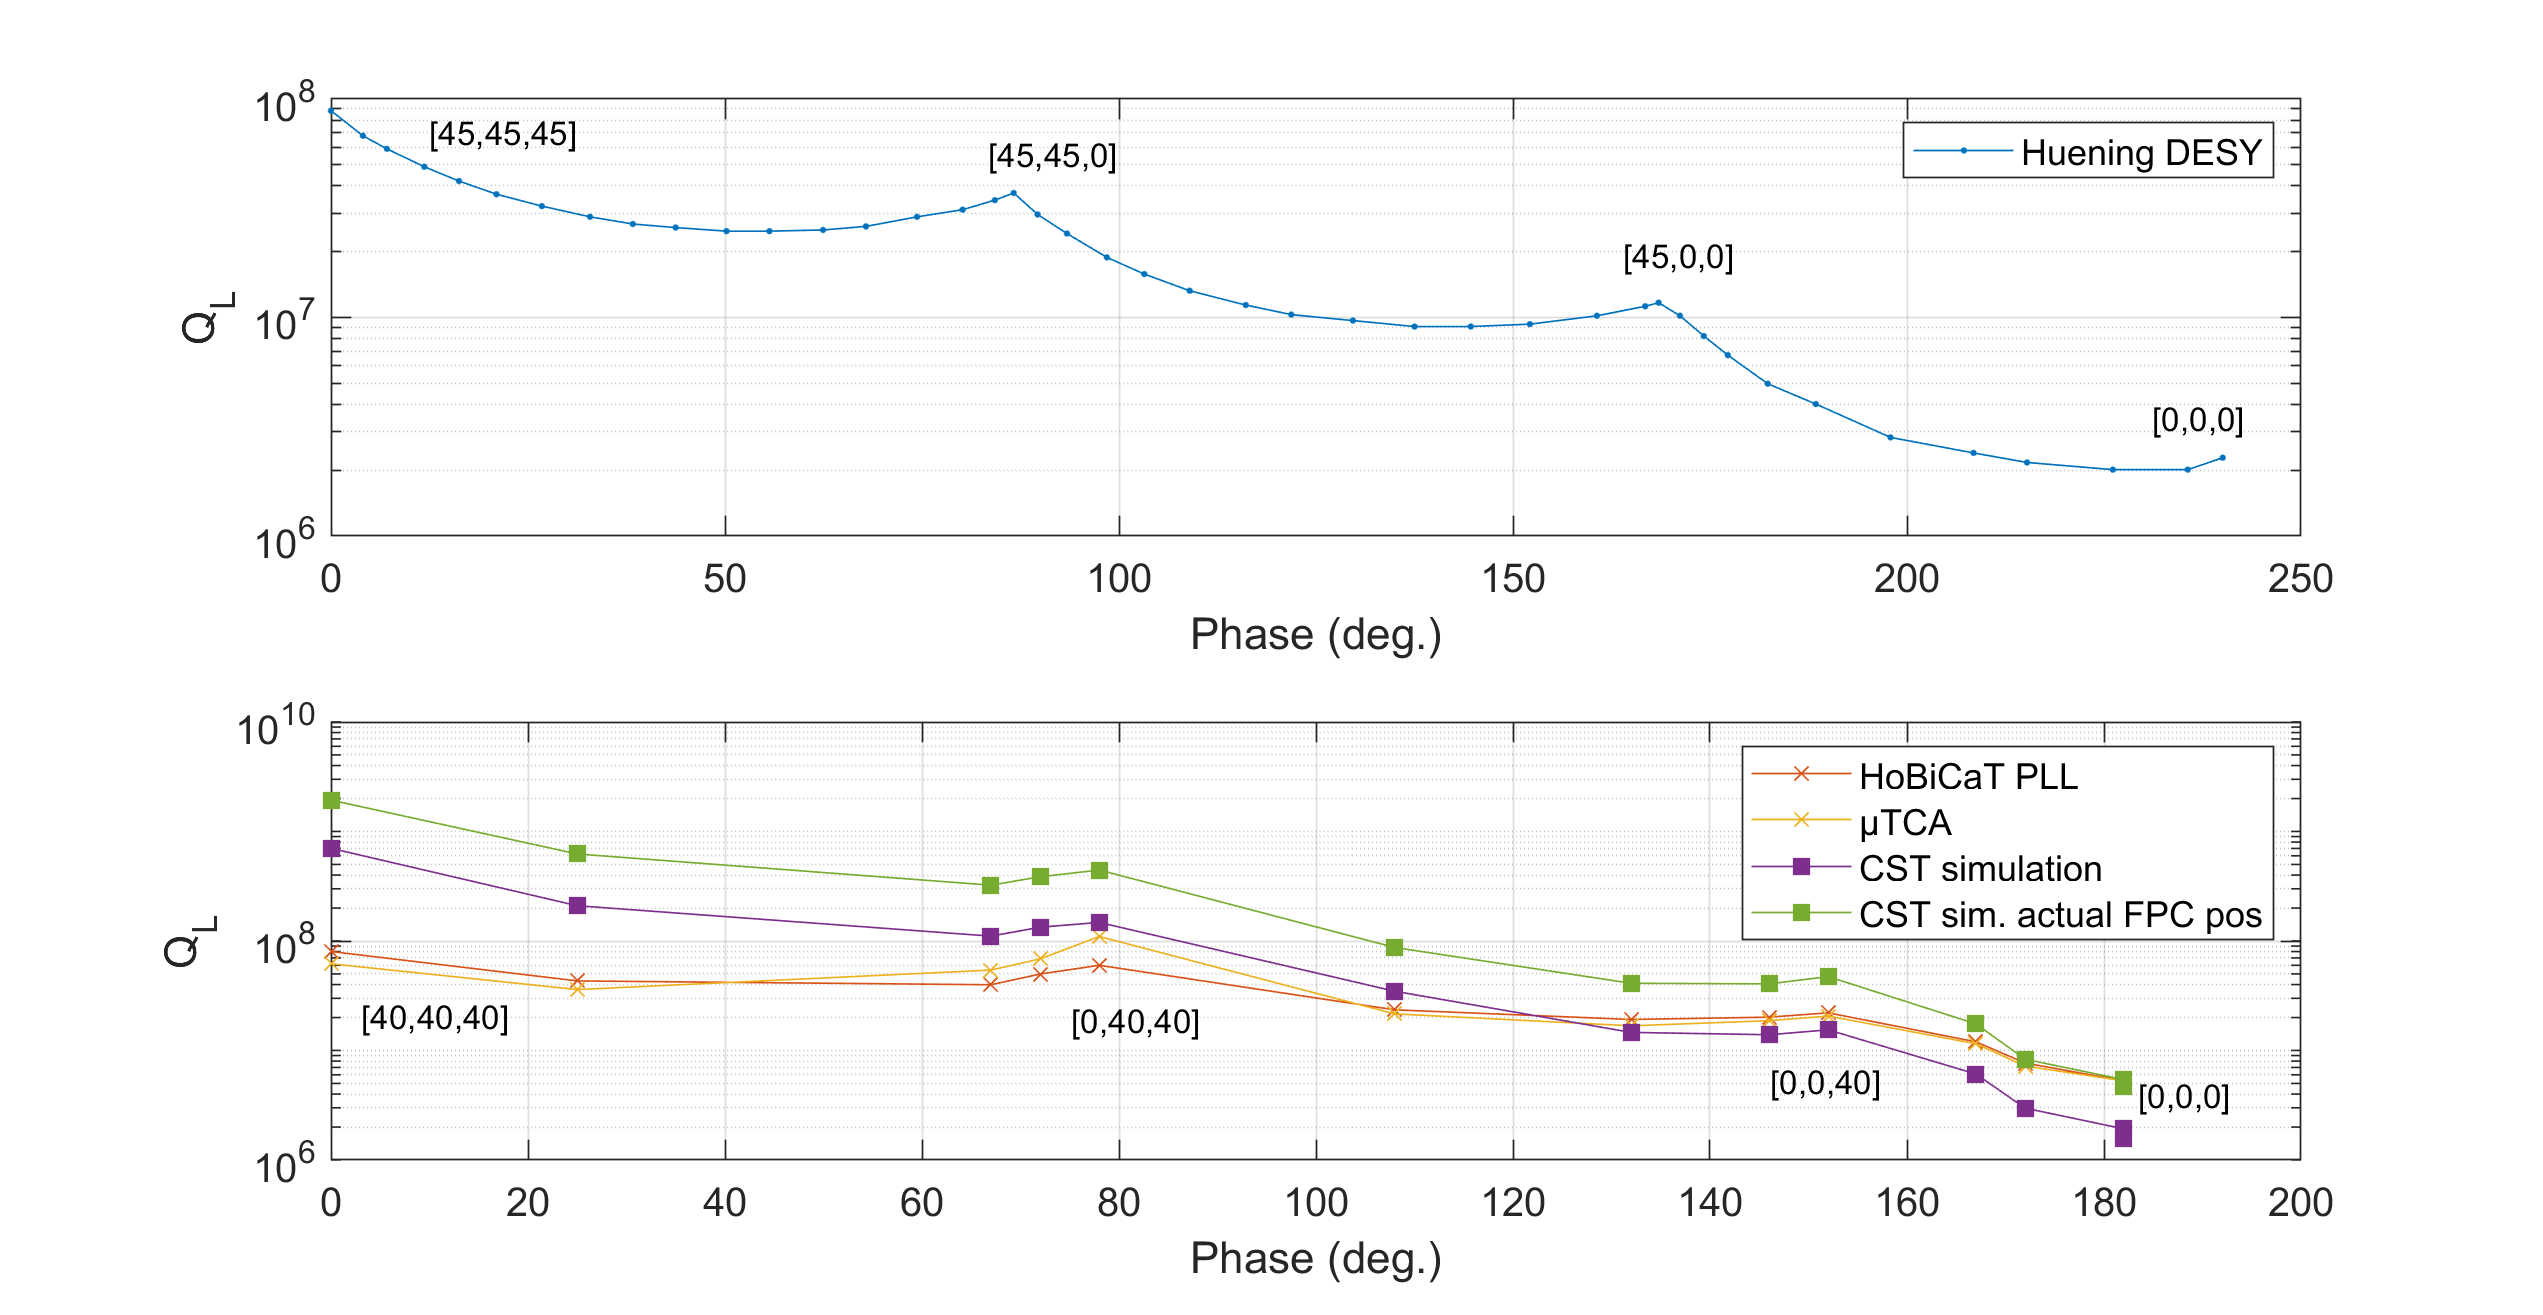 10^8
[45,45,45]
[45,45,0]
Huening DESY
[45,0,0]
Q_L
10^7
[0,0,0]
10^6
0 50 100 150 200 250
Phase (deg.)
10^10
HoBiCaT PLL
µTCA
CST simulation
CST sim. actual FPC pos
Q_L
10^8
[40,40,40]
[0,40,40]
[0,0,40]
[0,0,0]
10^6
0 20 40 60 80 100 120 140 160 180 200
Phase (deg.)